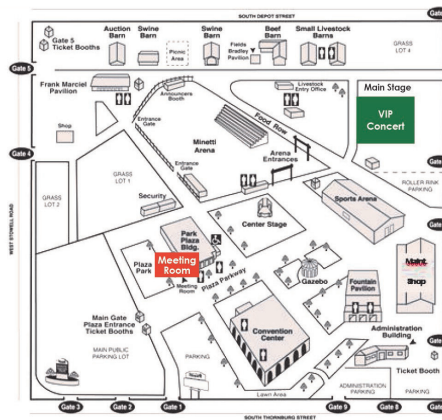 SOUTH DEPOT STREET
Gate
Gate 5
Ticket Booths
Auction
Barn
Swine
Barn
Picnic
Area
Swine
Barn
Fields
Bradley
Pavilion
Beef
Barn
Small Livestock
Barns
GRASS
LOT 4
Gate 5
Frank Marciel
Pavilion
Announcers
Booth
Livestock
Entry Office
Main Stage
VIP
Concert
Shop
Entrance
Gate
Minetti
Arena
Food Row
Arena
Entrances
Gate 4
Entrance
Gate
GRASS
LOT 1
GRASS
LOT 2
Security
ROLLER RINK
PARKING
Sports Arena
Center Stage
Park
Plaza
Bldg.
Meeting
Room
Plaza
Park
Meeting
Room
Plaza Parkway
Gazebo
Fountain
Pavilion
Maint.
Shop
WEST STOWELL ROAD
Main Gate
Plaza Entrance
Ticket Booths
MAIN PUBLIC
PARKING LOT
Convention
Center
Administration
Building
Ticket Booth
PARKING
Lawn Area
ADMINISTRATION
PARKING
PARKING
Gate 3
Gate 2
Gate 1
SOUTH THORNBURG STREET